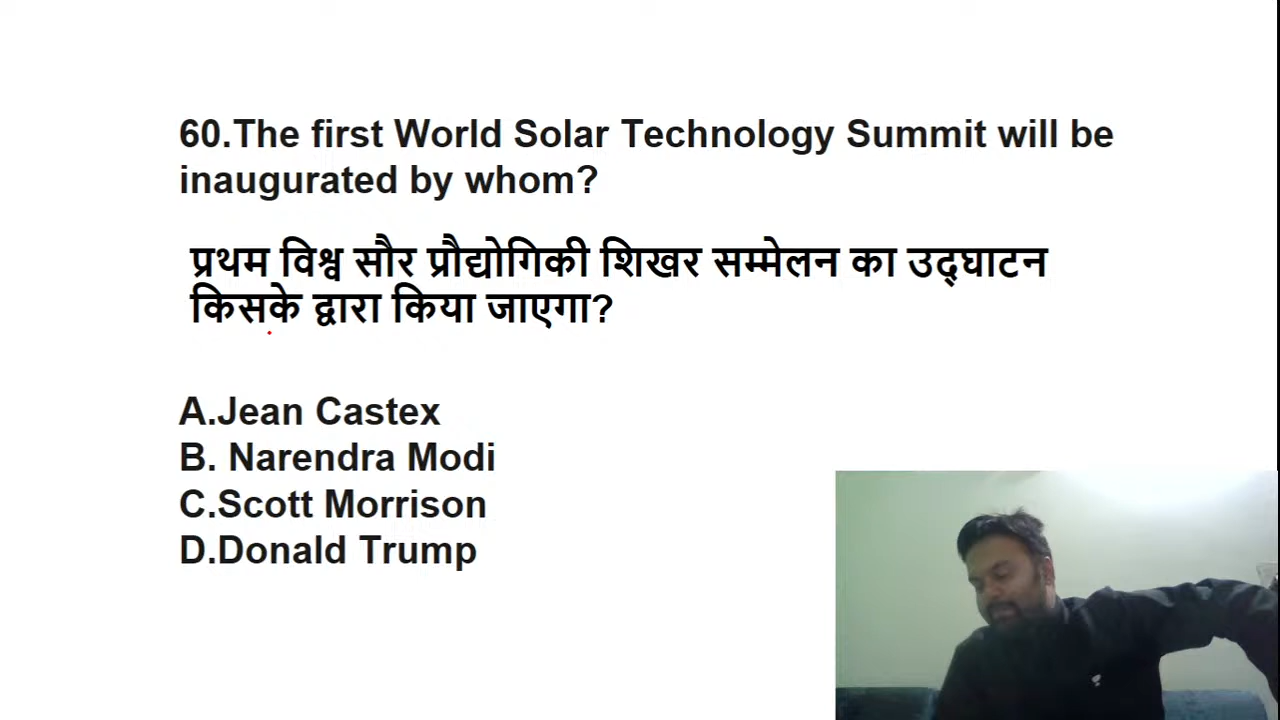 60.The first World Solar Technology Summit will be
inaugurated by whom?
प्रथम विश्व सौर प्रौद्योगिकी शिखर सम्मेलन का उद्घाटन
किसके द्वारा किया जाएगा?
A.Jean Castex
B. Narendra Modi
C.Scott Morrison
D.Donald Trump